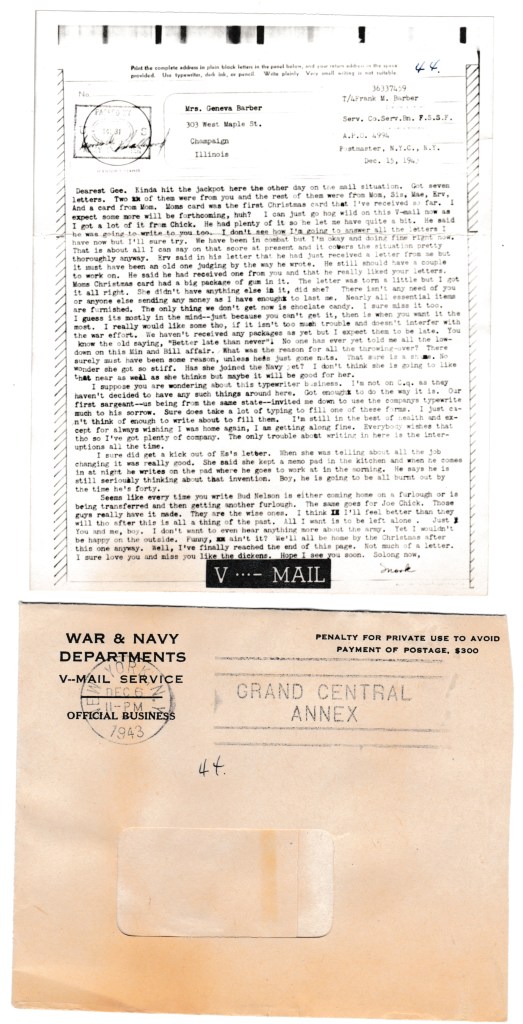 Print the complete address in plain block letters in the panel below, and your return address in the space
provided. Use typewriter, dark ink, or pencil. Write plainly. Very small writing is not suitable.
44.
No.
36337459
T/4Frank M. Barber
Mrs. Geneva Barber
303 West Maple St.
Serv. Co.Serv.Bn. F.S.S.F.
Champaign
A.P.O. 4994
Illinois
Postmaster, N.Y.C., N.Y.
Dec. 15, 194
Dearest Gee. Kinda hit the jackpot here the other day on the mail situation. Got seven
letters. Two xx of them were from you and the rest of them were from Mom, Sis, Mae, Erv,
And a card from Mom. Moms card was the first Christmas card that I've received so far. I
expect some more will be forthcoming, huh? I can just go hog wild on this V-mail now as
I got a lot of it from Chick. He had plenty of it so he let me have quite a bit. He said
he was going to write to you too. I don't see how I'm going to answer all the letters I
have now but I'll sure try. We have been in combat but I'm okay and doing fine right now.
That is about all I can say on that score at present and it covers the situation pretty
thoroughly anyway. Erv said in his letter that he had just received a letter from me but
it must have been an old one judging by the way he wrote. He still should have a couple
to work on. He said he had received one from you and that he really liked your letters.
Moms Christmas card had a big package of gum in it. The letter was torn a little but I got
it all right. She didn't have anything else in it, did she? There isn't any need of you
or anyone else sending any money as I have enough to last me. Nearly all essential items
are furnished. The only thing we don't get now is choclate candy. I sure miss it too.
I guess its mostly in the mind--just because you can't get it, then is when you want it the
most. I really would like some tho, if it isn't too much trouble and doesn't interfer with
the war effort. We haven't received any packages as yet but I expect them to be late. You
know the old saying, "Better late than never"! No one has ever yet told me all the low-
down on this Min and Bill affair. What was the reason for all the throwing-over? There
surely must have been some reason, unless hes just gone nuts. That sure is a shame. No
wonder she got so stiff. Has she joined the Navy yet? I don't think she is going to like
that near as well as she thinks but maybe it will be good for her.
I suppose you are wondering about this typewriter business. I'm not on C.q. as they
haven't decided to have any such things around here. Got enough to do the way it is. Our
first sergeant--us being from the same state--invited me down to use the companys typewrite
much to his sorrow. Sure does take a lot of typing to fill one of these forms. I just ca-
n't think of enough to write about to fill them. I'm still in the best of health and ex-
cept for always wishing I was home again, I am getting along fine. Everybody wishes that
tho so I've got plenty of company. The only trouble about writing in here is the inter-
uptions all the time.
I sure did get a kick out of Es's letter. When she was telling about all the job
changing it was really good. She said she kept a memo pad in the kitchen and when he comes
in at night he writes on the pad where he goes to work at in the morning. He says he is
still seriously thinking about that invention. Boy, he is going to be all burnt out by
the time he's forty.
Seems like every time you write Bud Nelson is either coming home on a furlough or is
being transferred and then getting another furlough. The same goes for Joe Chick. Those
guys really have it made. They are the wise ones. I think II I'll feel better than they
will tho after this is all a thing of the past. All I want is to be left alone . Just
You and me, boy. I don't want to even hear anything more about the army. Yet I wouldn't
be happy on the outside. Funny, xx ain't it? We'll all be home by the Christmas after
this one anyway. Well, I've finally reached the end of this page. Not much of a letter.
I sure love you and miss you like the dickens. Hope I see you soon. Solong now,
V ···– MAIL
WAR & NAVY
DEPARTMENTS
V--MAIL SERVICE
OFFICIAL BUSINESS
PENALTY FOR PRIVATE USE TO AVOID
PAYMENT OF POSTAGE, $300
NEW YORK N.Y.
DEC 6
11-PM
1943
GRAND CENTRAL
ANNEX
44.